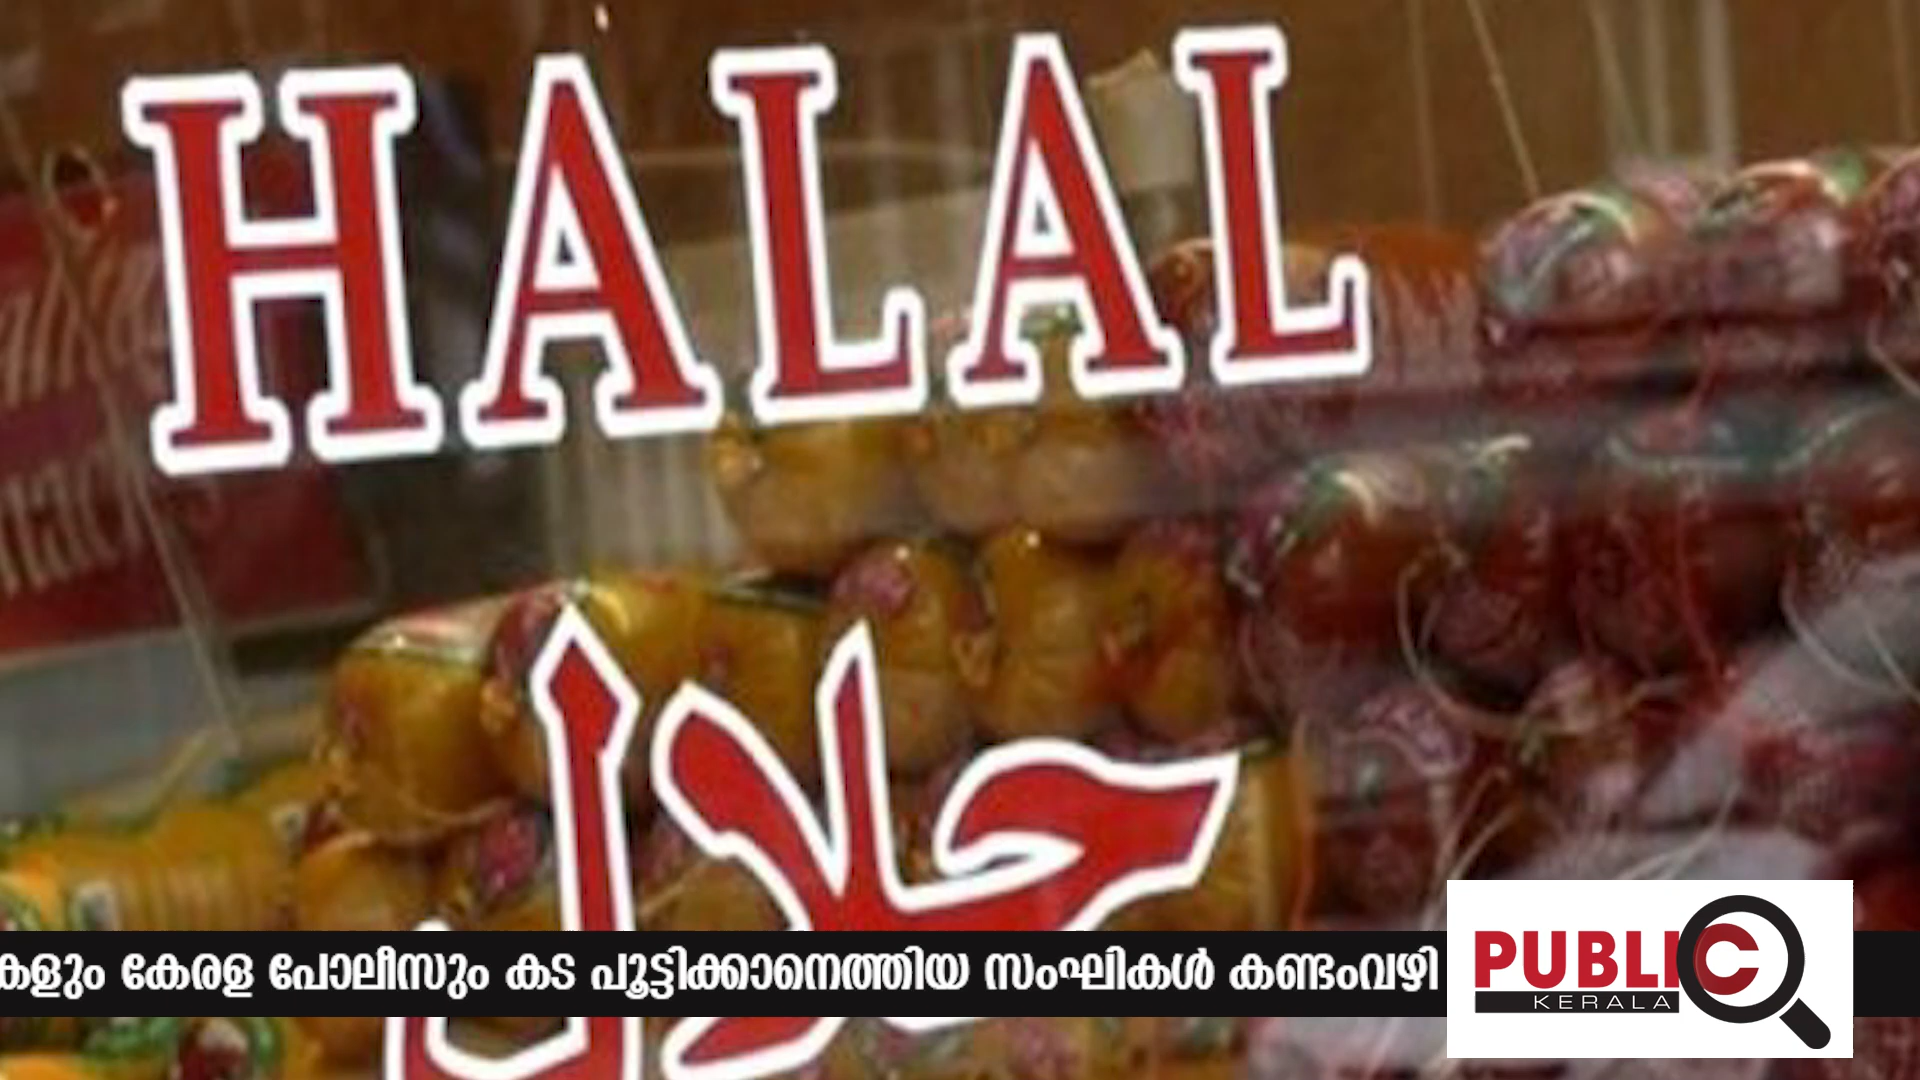 HALAL
حلال
കളും കേരള പോലീസും കട പൂട്ടിക്കാനെത്തിയ സംഘികൾ കണ്ടംവഴി
PUBLIC
KERALA